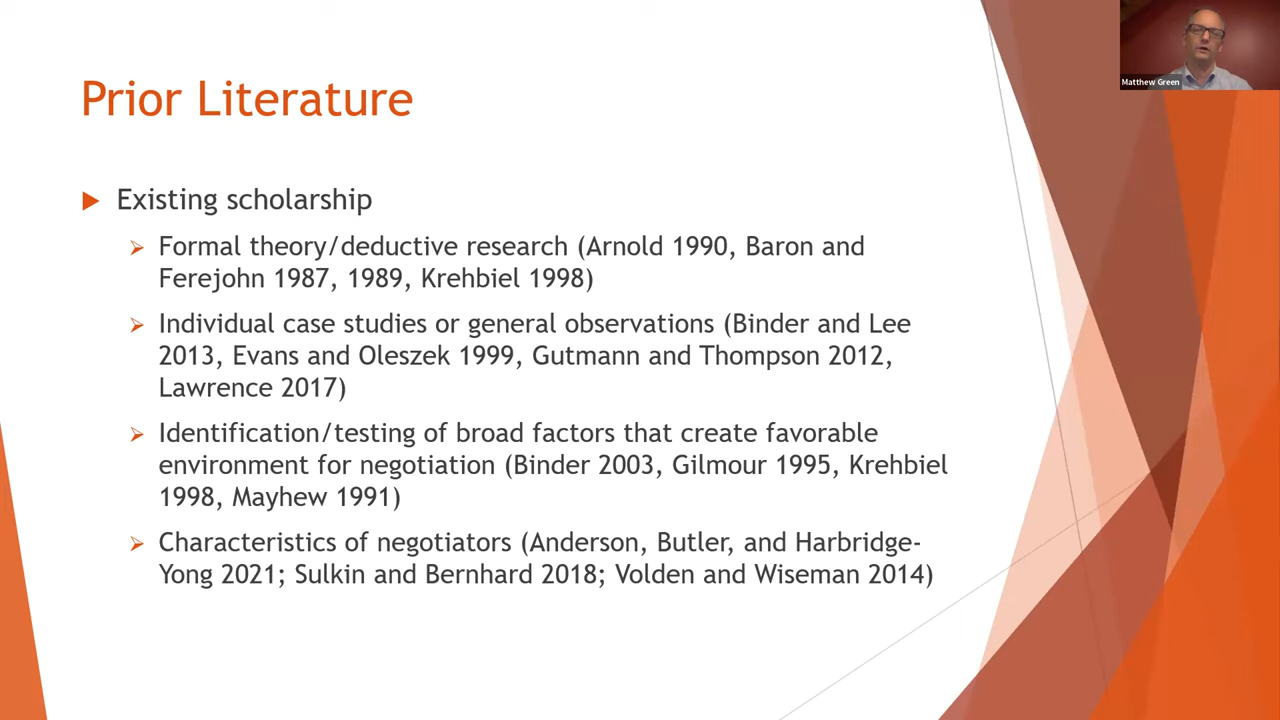 Prior Literature
Existing scholarship
Formal theory/deductive research (Arnold 1990, Baron and
Ferejohn 1987, 1989, Krehbiel 1998)
Individual case studies or general observations (Binder and Lee
2013, Evans and Oleszek 1999, Gutmann and Thompson 2012,
Lawrence 2017)
Identification/testing of broad factors that create favorable
environment for negotiation (Binder 2003, Gilmour 1995, Krehbiel
1998, Mayhew 1991)
Characteristics of negotiators (Anderson, Butler, and Harbridge-
Yong 2021; Sulkin and Bernhard 2018; Volden and Wiseman 2014)
Matthew Green